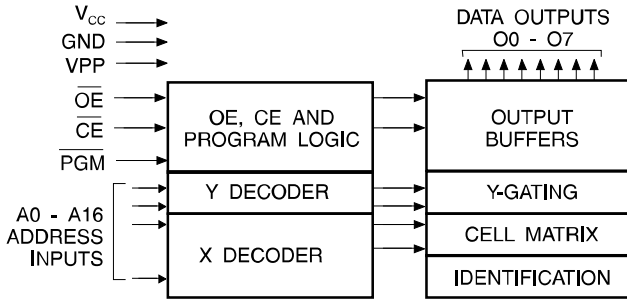 V CC
GND
VPP
OE
CE
PGM
A0 - A16
ADDRESS
INPUTS
OE, CE AND
PROGRAM LOGIC
Y DECODER
X DECODER
DATA OUTPUTS
O0 - O7
OUTPUT
BUFFERS
Y-GATING
CELL MATRIX
IDENTIFICATION